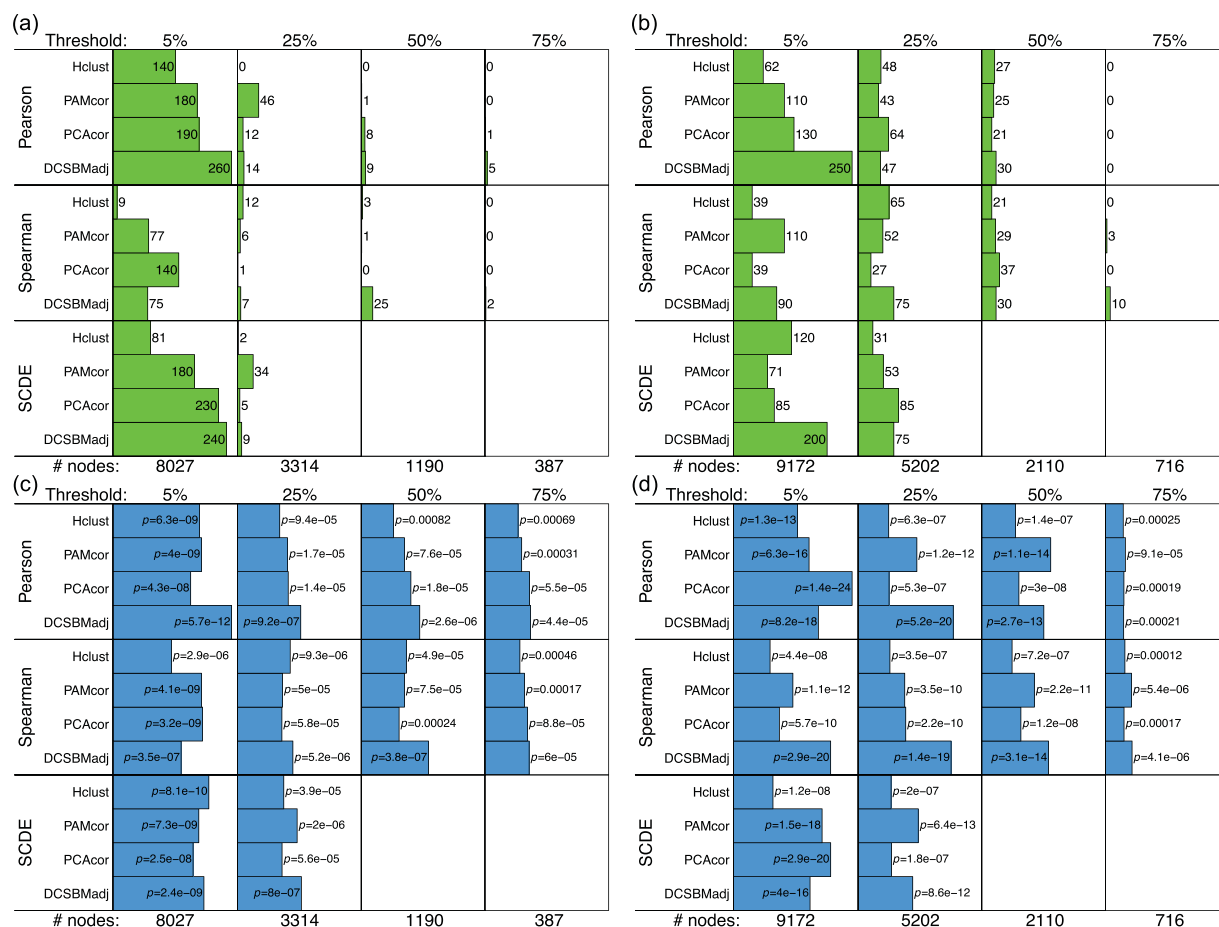 (a)
Threshold: 5% 25% 50% 75%
Pearson
Hclust 140 0 0 0
PAMcor 180 46 1 0
PCAcor 190 12 8 1
DCSBMadj 260 14 9 5
Spearman
Hclust 9 12 3 0
PAMcor 77 6 1 0
PCAcor 140 1 0 0
DCSBMadj 75 7 25 2
SCDE
Hclust 81 2
PAMcor 180 34
PCAcor 230 5
DCSBMadj 240 9
# nodes: 8027 3314 1190 387
(b)
Threshold: 5% 25% 50% 75%
Pearson
Hclust 62 48 27 0
PAMcor 110 43 25 0
PCAcor 130 64 21 0
DCSBMadj 250 47 30 0
Spearman
Hclust 39 65 21 0
PAMcor 110 52 29 3
PCAcor 39 27 37 0
DCSBMadj 90 75 30 10
SCDE
Hclust 120 31
PAMcor 71 53
PCAcor 85 85
DCSBMadj 200 75
# nodes: 9172 5202 2110 716
(c)
Threshold: 5% 25% 50% 75%
Pearson
Hclust p=6.3e−09 p=9.4e−05 p=0.00082 p=0.00069
PAMcor p=4e−09 p=1.7e−05 p=7.6e−05 p=0.00031
PCAcor p=4.3e−08 p=1.4e−05 p=1.8e−05 p=5.5e−05
DCSBMadj p=5.7e−12 p=9.2e−07 p=2.6e−06 p=4.4e−05
Spearman
Hclust p=2.9e−06 p=9.3e−06 p=4.9e−05 p=0.00046
PAMcor p=4.1e−09 p=5e−05 p=7.5e−05 p=0.00017
PCAcor p=3.2e−09 p=5.8e−05 p=0.00024 p=8.8e−05
DCSBMadj p=3.5e−07 p=5.2e−06 p=3.8e−07 p=6e−05
SCDE
Hclust p=8.1e−10 p=3.9e−05
PAMcor p=7.3e−09 p=2e−06
PCAcor p=2.5e−08 p=5.6e−05
DCSBMadj p=2.4e−09 p=8e−07
# nodes: 8027 3314 1190 387
(d)
Threshold: 5% 25% 50% 75%
Pearson
Hclust p=1.3e−13 p=6.3e−07 p=1.4e−07 p=0.00025
PAMcor p=6.3e−16 p=1.2e−12 p=1.1e−14 p=9.1e−05
PCAcor p=1.4e−24 p=5.3e−07 p=3e−08 p=0.00019
DCSBMadj p=8.2e−18 p=5.2e−20 p=2.7e−13 p=0.00021
Spearman
Hclust p=4.4e−08 p=3.5e−07 p=7.2e−07 p=0.00012
PAMcor p=1.1e−12 p=3.5e−10 p=2.2e−11 p=5.4e−06
PCAcor p=5.7e−10 p=2.2e−10 p=1.2e−08 p=0.00017
DCSBMadj p=2.9e−20 p=1.4e−19 p=3.1e−14 p=4.1e−06
SCDE
Hclust p=1.2e−08 p=2e−07
PAMcor p=1.5e−18 p=6.4e−13
PCAcor p=2.9e−20 p=1.8e−07
DCSBMadj p=4e−16 p=8.6e−12
# nodes: 9172 5202 2110 716